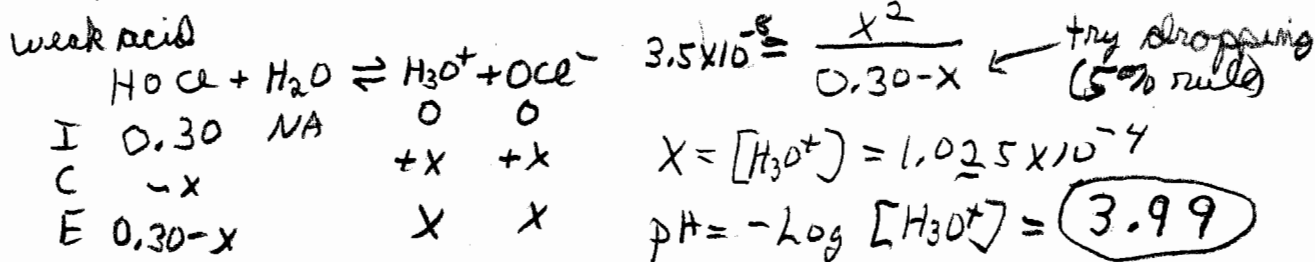 weak acid
HOCl + H₂O ⇌ H₃O⁺ + OCl⁻
I 0.30 NA 0 0
C -x +x +x
E 0.30-x x x
3.5x10⁻⁸ = x² / 0.30-x ← try dropping (5% rule)
x = [H₃O⁺] = 1.025 x 10⁻⁴
pH = -Log [H₃O⁺] = 3.99